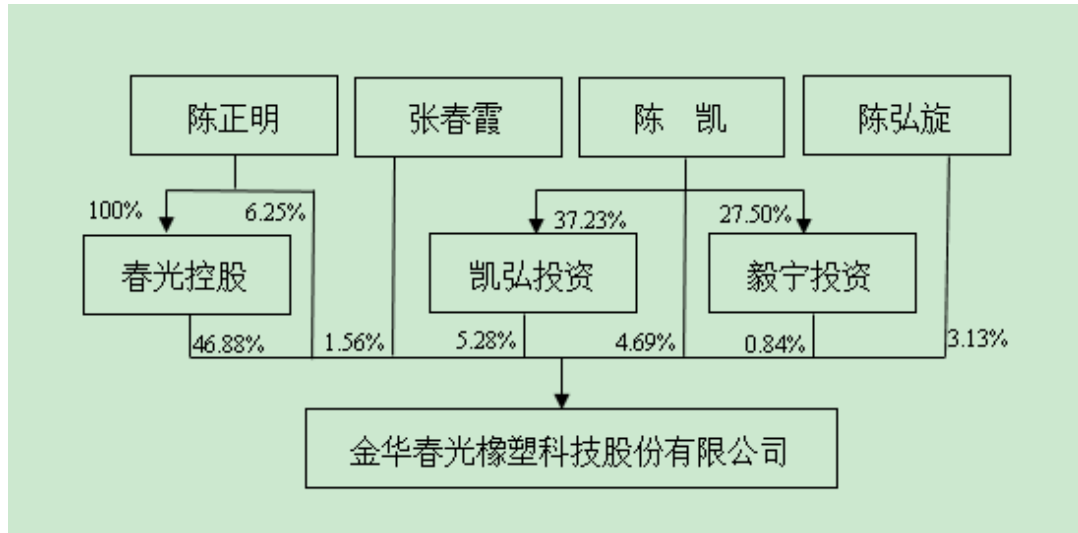 陈正明
张春霞
陈 凯
陈弘旋
100%
6.25%
37.23%
27.50%
春光控股
凯弘投资
毅宁投资
46.88%
1.56%
5.28%
4.69%
0.84%
3.13%
金华春光橡塑科技股份有限公司